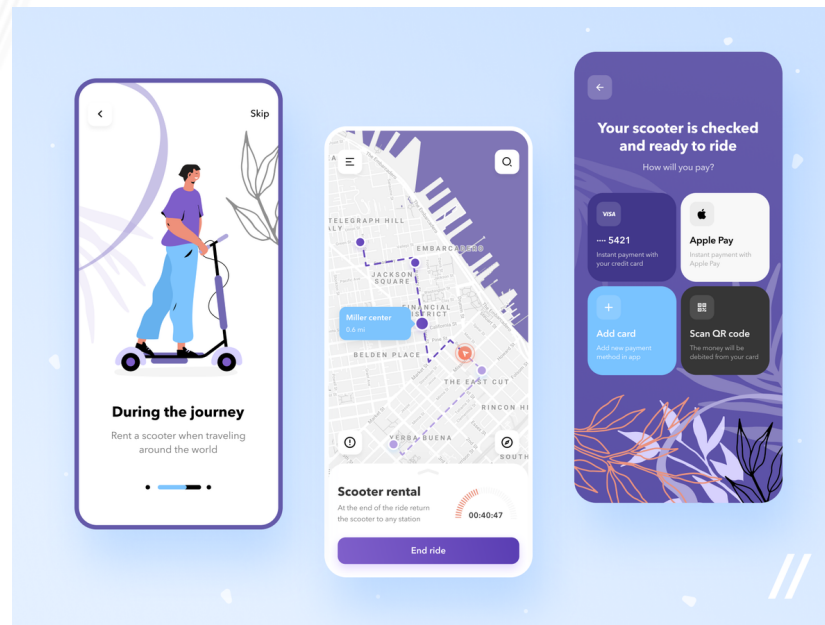 Skip
During the journey
Rent a scooter when traveling
around the world
TELEGRAPH HILL
EMBARCADERO
JACKSON
SQUARE
FINANCIAL
DISTRICT
Miller center
0.6 mi
BELDEN PLACE
THE EAST CUT
RINCON HI
YERBA BUENA
SOUTH
Scooter rental
At the end of the ride return
the scooter to any station
00:40:47
End ride
Your scooter is checked
and ready to ride
How will you pay?
VISA
•••• 5421
Instant payment with
your credit card
Apple Pay
Instant payment with
Apple Pay
Add card
Add new payment
method in app
Scan QR code
The money will be
debited from your card